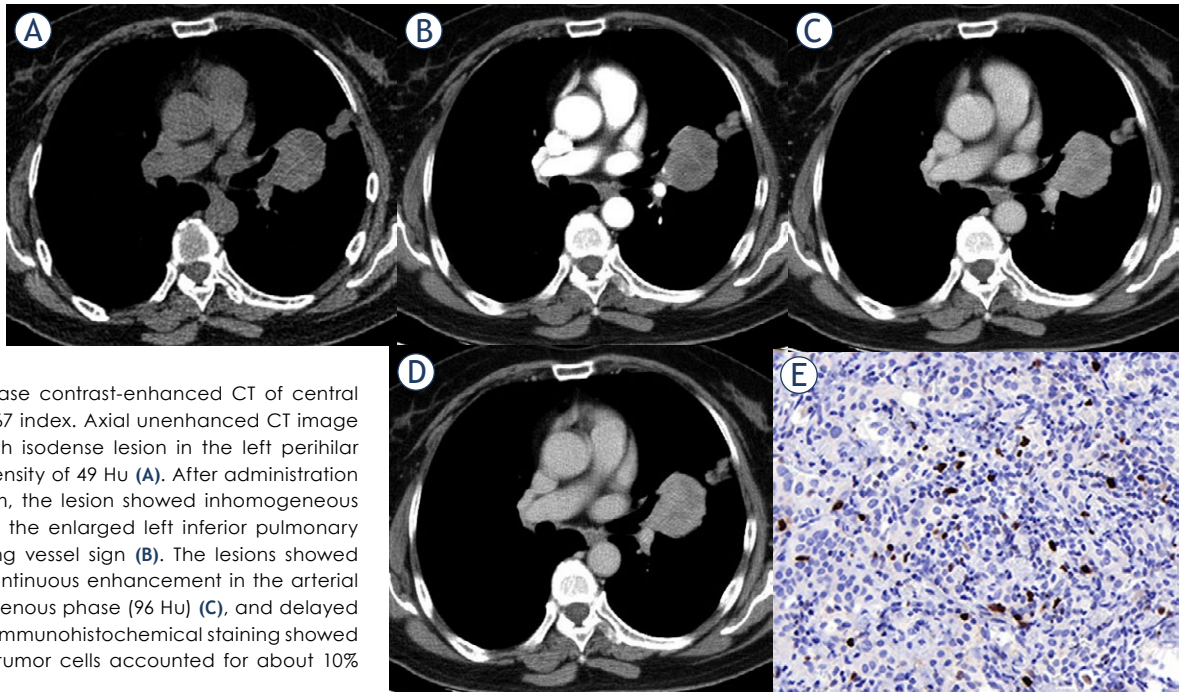 A
B
C
D
E
ase contrast-enhanced CT of central
67 index. Axial unenhanced CT image
h isodense lesion in the left perihilar
ensity of 49 Hu (A). After administration
n, the lesion showed inhomogeneous
the enlarged left inferior pulmonary
ng vessel sign (B). The lesions showed
ontinuous enhancement in the arterial
enous phase (96 Hu) (C), and delayed
mmunohistochemical staining showed
umor cells accounted for about 10%